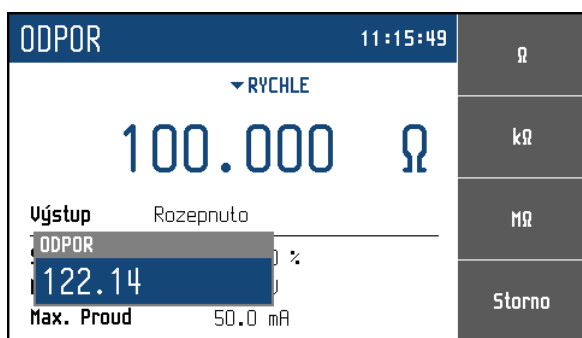 ODPOR 11:15:49
RYCHLE
100.000 Ω
Výstup Rozepnuto
ODPOR
%
122.14
Max. Proud 50.0 mA
Ω
kΩ
MΩ
Storno